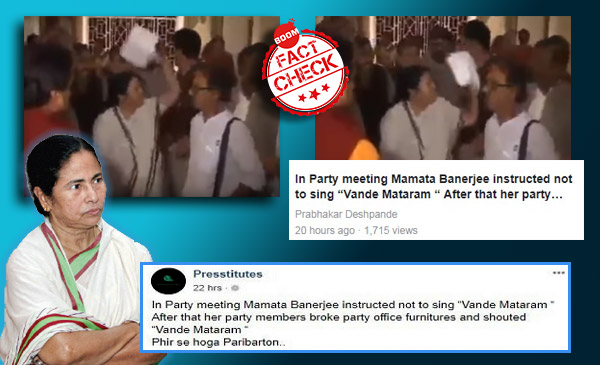 BOOM
FACT
CHECK
In Party meeting Mamata Banerjee instructed not
to sing “Vande Mataram “ After that her party…
Prabhakar Deshpande
20 hours ago · 1,715 views
Presstitutes
22 hrs ·
In Party meeting Mamata Banerjee instructed not to sing “Vande Mataram “
After that her party members broke party office furnitures and shouted
“Vande Mataram “
Phir se hoga Paribarton..